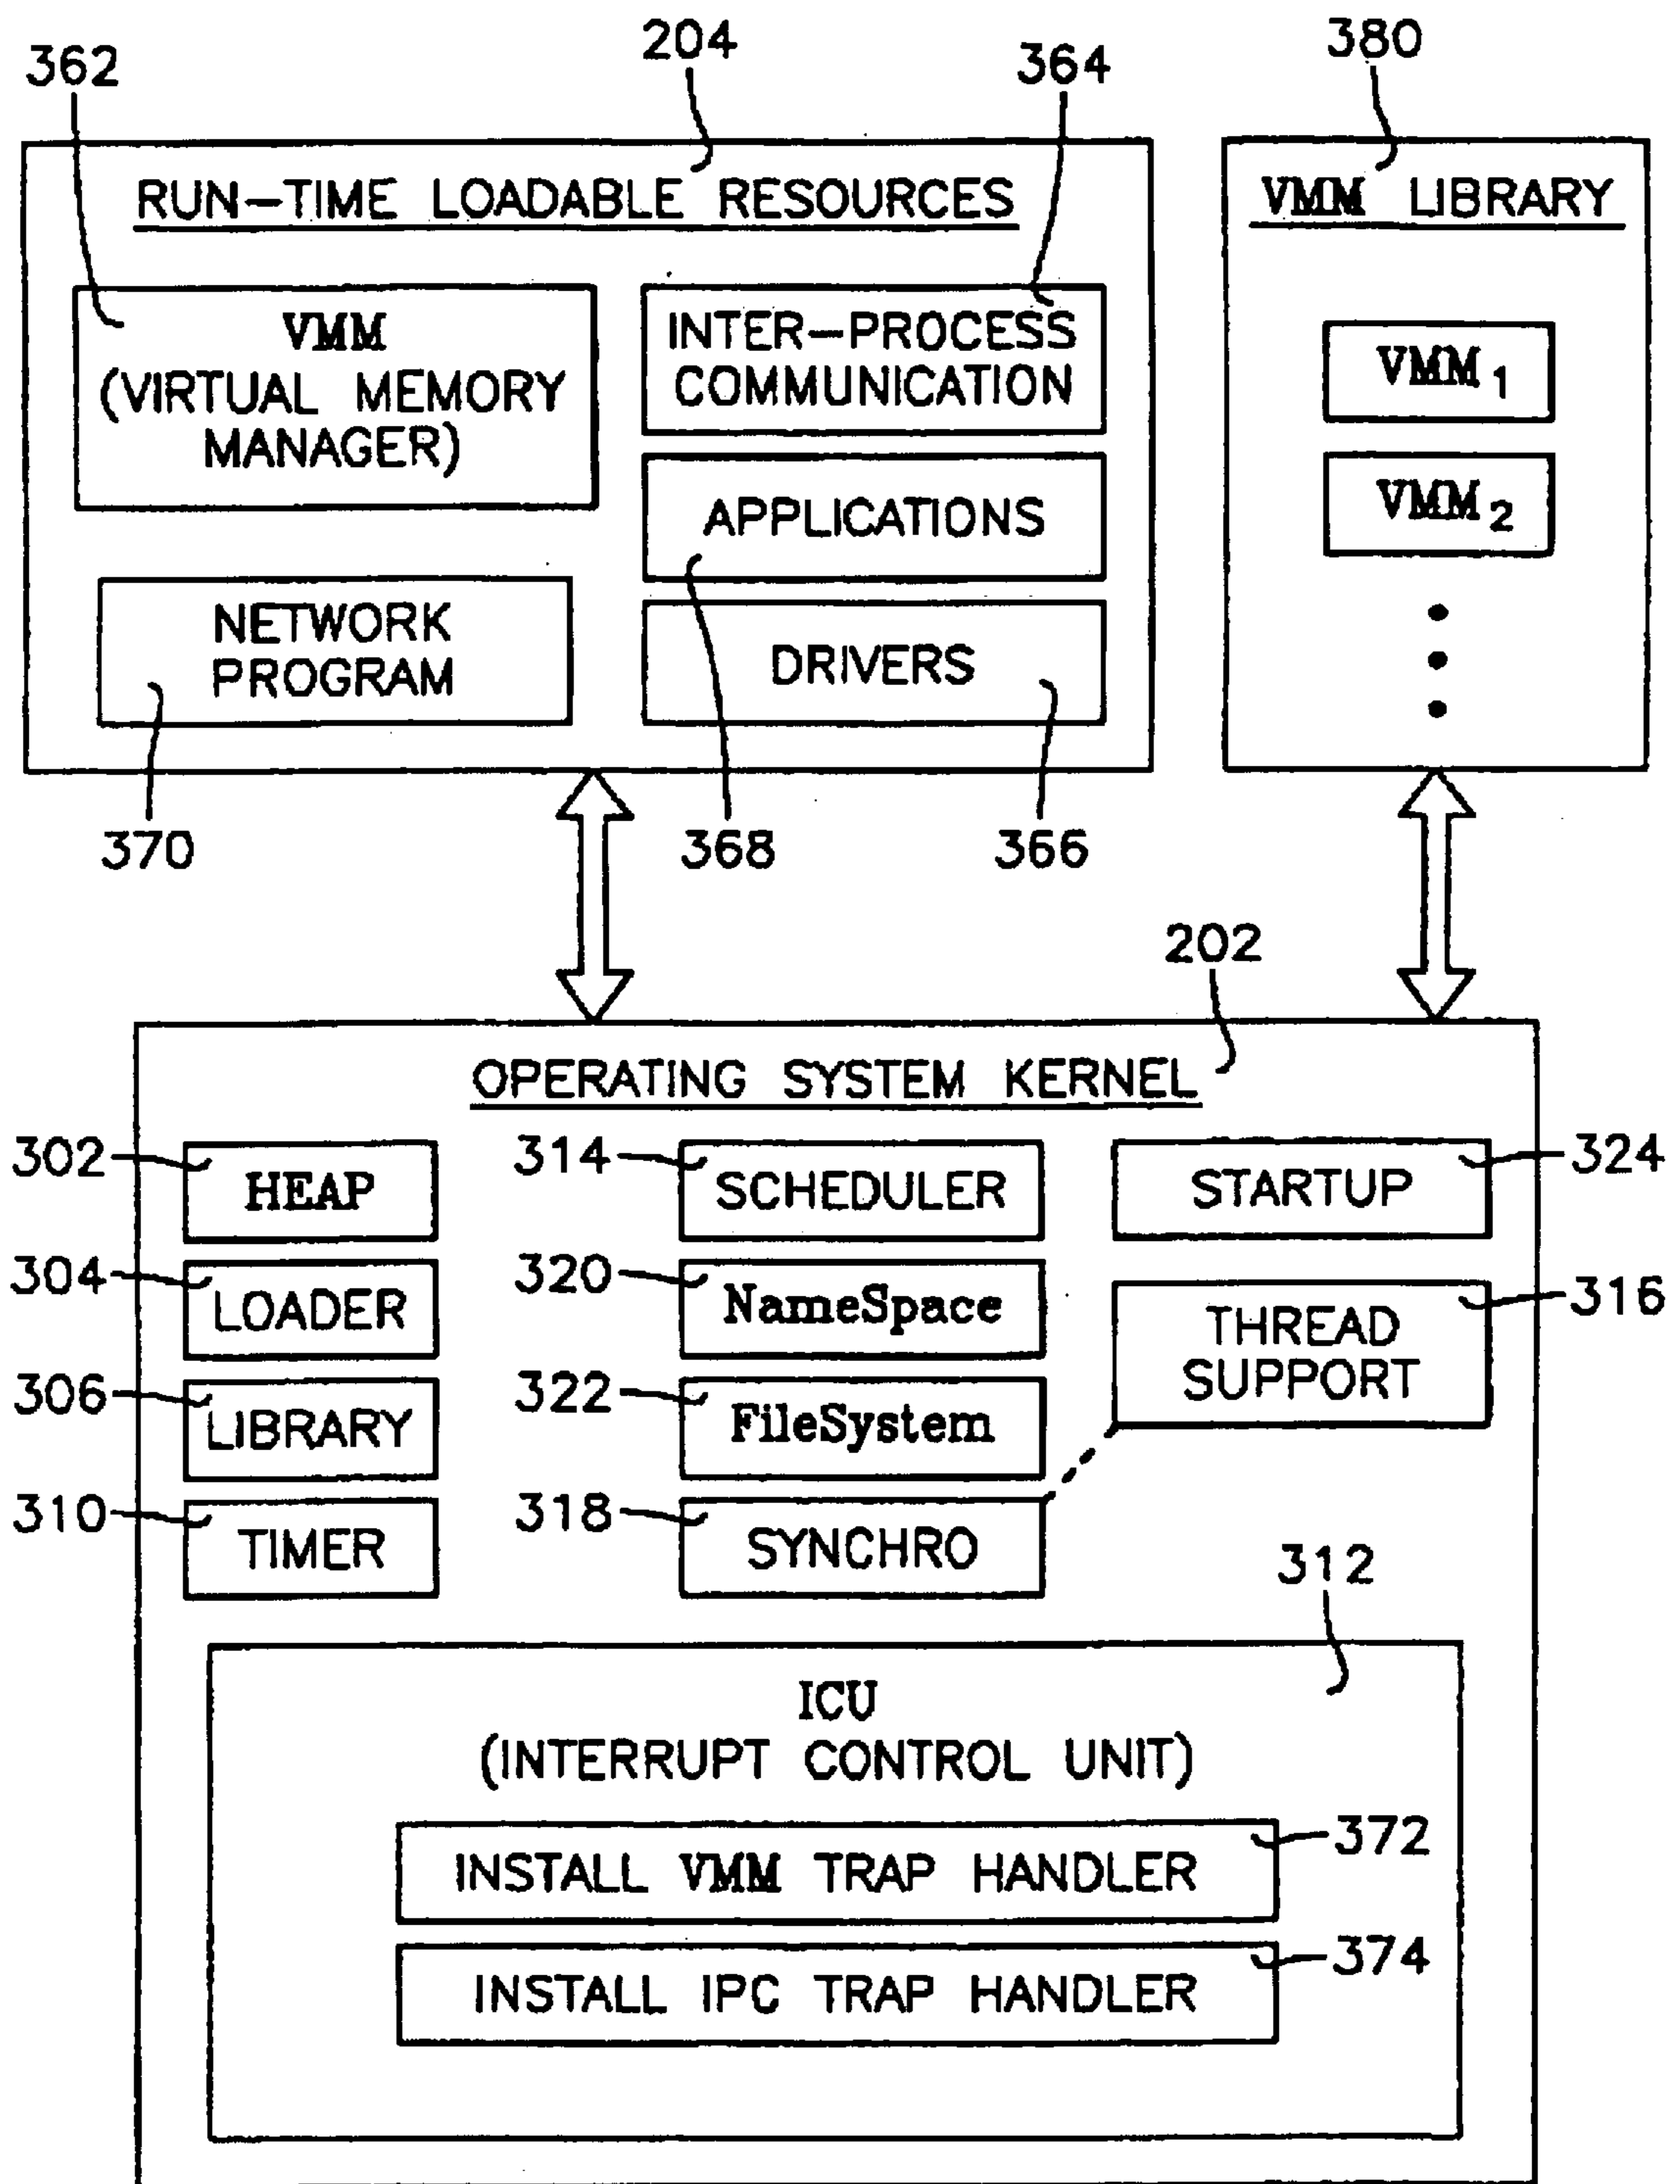 362
204
364
380
RUN-TIME LOADABLE RESOURCES
VMM
(VIRTUAL MEMORY
MANAGER)
INTER-PROCESS
COMMUNICATION
APPLICATIONS
NETWORK
PROGRAM
DRIVERS
370
368
366
VMM LIBRARY
VMM1
VMM2
202
OPERATING SYSTEM KERNEL
302
HEAP
314
SCHEDULER
STARTUP
324
304
LOADER
320
NameSpace
THREAD
SUPPORT
316
306
LIBRARY
322
FileSystem
310
TIMER
318
SYNCHRO
312
ICU
(INTERRUPT CONTROL UNIT)
INSTALL VMM TRAP HANDLER
372
INSTALL IPC TRAP HANDLER
374